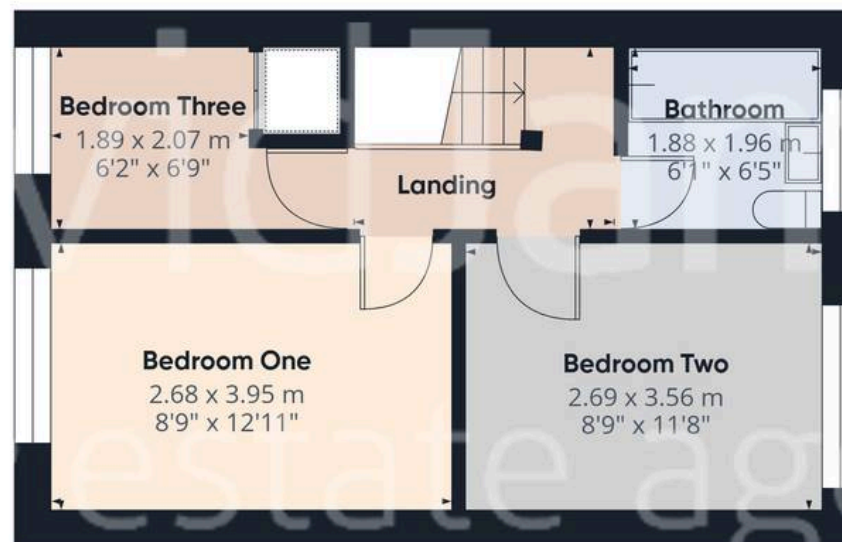 Bedroom Three
1.89 x 2.07 m
6'2" x 6'9"
Bathroom
1.88 x 1.96 m
6'1" x 6'5"
Landing
Bedroom One
2.68 x 3.95 m
8'9" x 12'11"
Bedroom Two
2.69 x 3.56 m
8'9" x 11'8"
estate